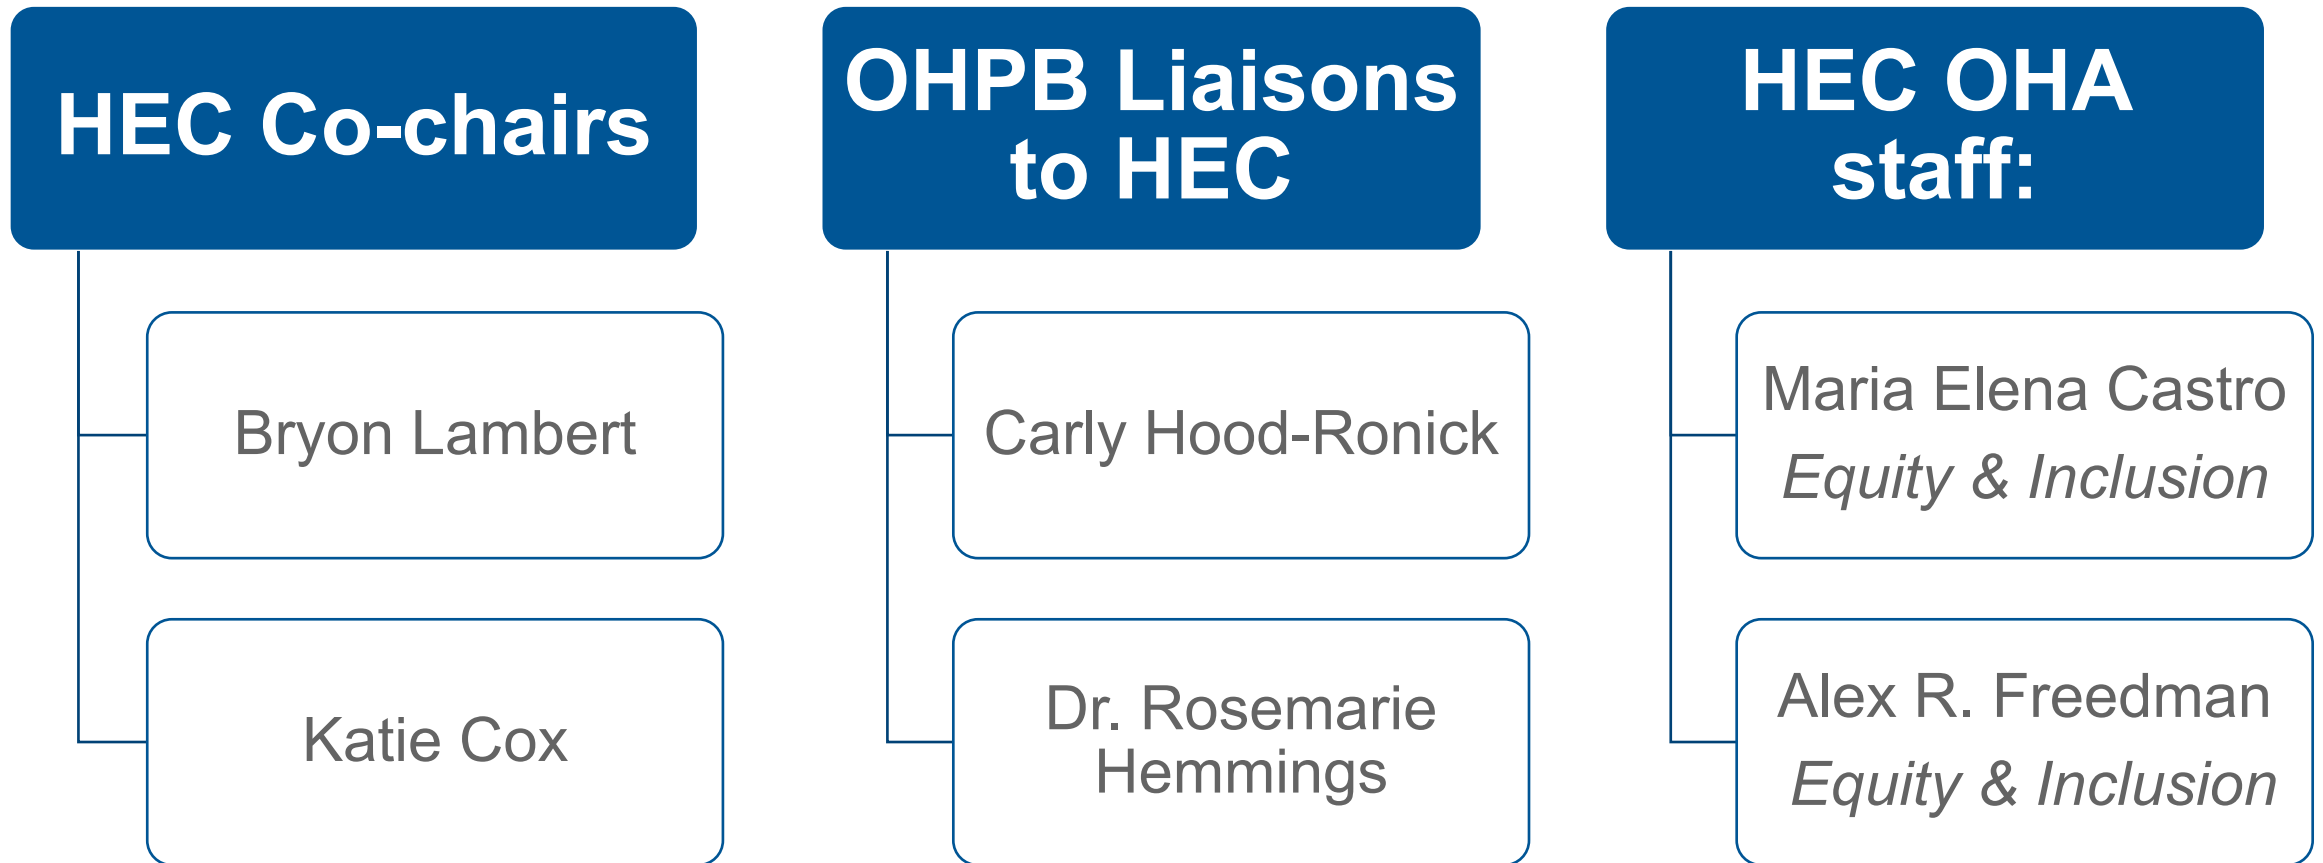 HEC Co-chairs
Bryon Lambert
Katie Cox
OHPB Liaisons
to HEC
Carly Hood-Ronick
Dr. Rosemarie
Hemmings
HEC OHA
staff:
Maria Elena Castro
Equity & Inclusion
Alex R. Freedman
Equity & Inclusion